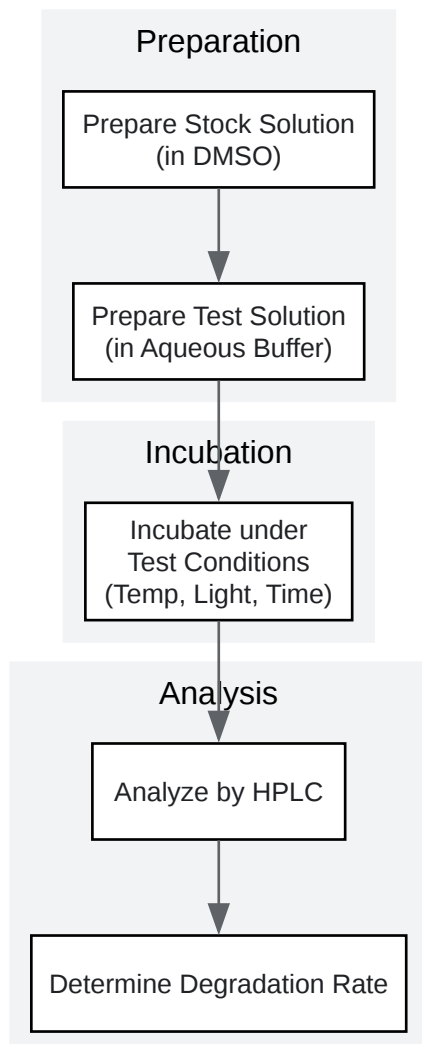 Preparation
Prepare Stock Solution
(in DMSO)
Prepare Test Solution
(in Aqueous Buffer)
Incubation
Incubate under
Test Conditions
(Temp, Light, Time)
Analysis
Analyze by HPLC
Determine Degradation Rate